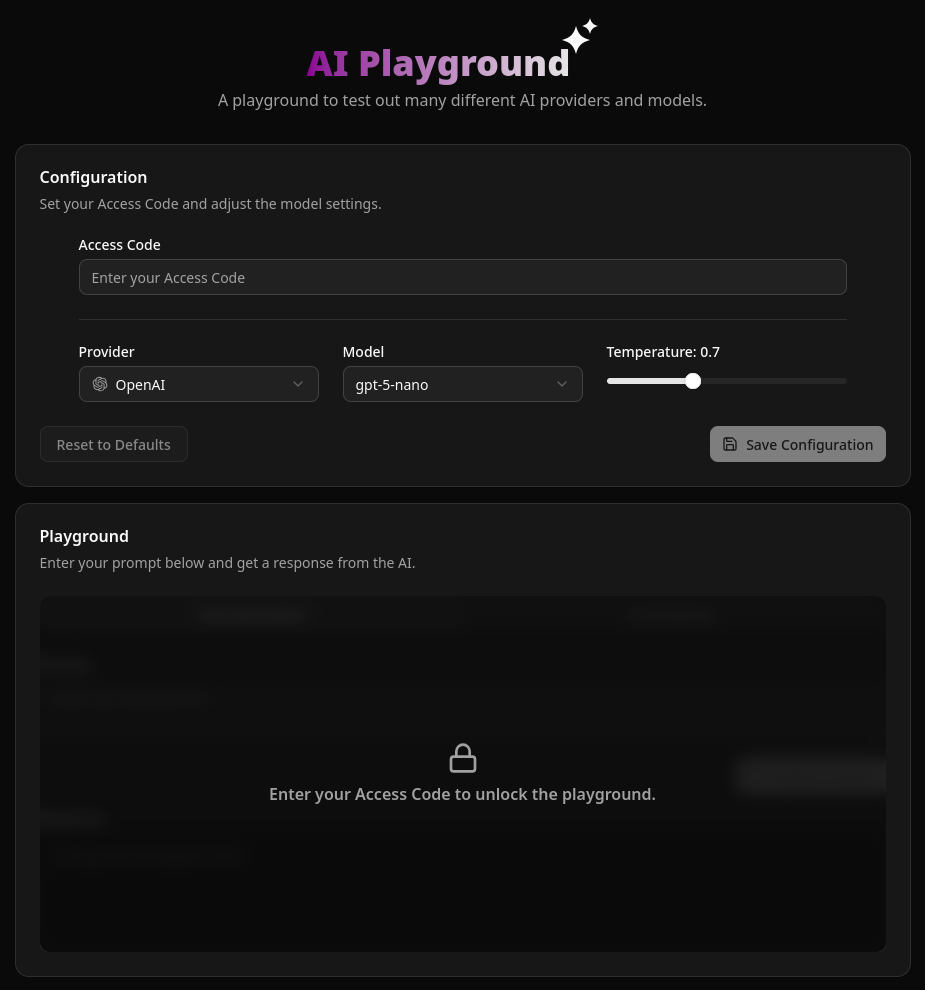 AI Playground
A playground to test out many different AI providers and models.
Configuration
Set your Access Code and adjust the model settings.
Access Code
Enter your Access Code
Provider
Model
Temperature: 0.7
OpenAI
gpt-5-nano
Reset to Defaults
Save Configuration
Playground
Enter your prompt below and get a response from the AI.
Enter your Access Code to unlock the playground.